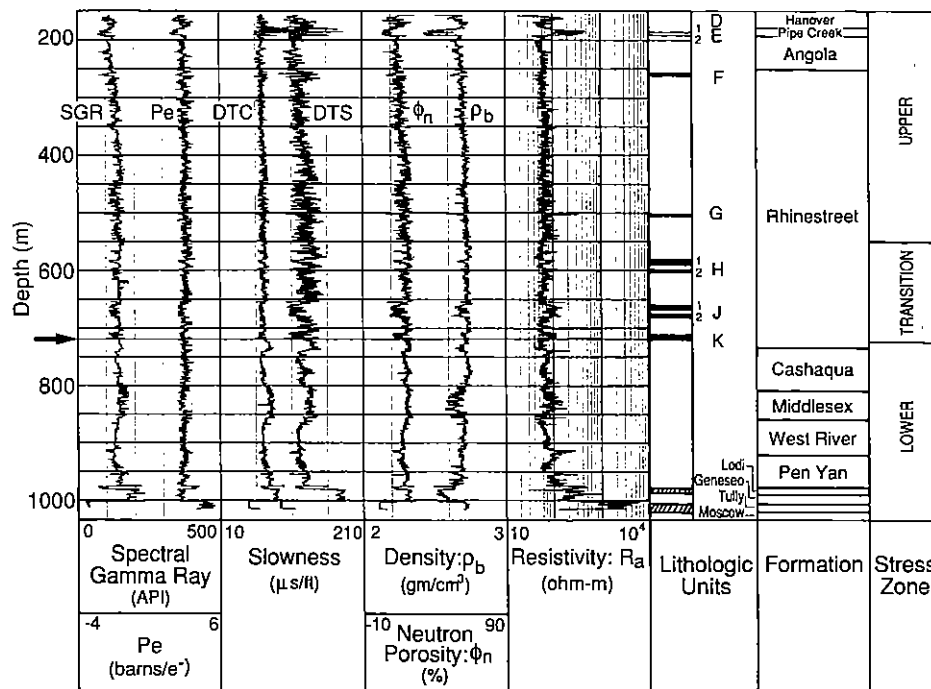 Depth (m)
200
400
600
800
1000
SGR
Pe
DTC
DTS
ϕn
ρb
D
1
2
E
F
G
1
2
H
1
2
J
K
Hanover
Pipe Creek
Angola
Rhinestreet
Cashaqua
Middlesex
West River
Pen Yan
Lodi
Geneseo
Tully
Moscow
UPPER
TRANSITION
LOWER
0 500
Spectral
Gamma Ray
(API)
-4 6
Pe
(barns/e⁻)
10 210
Slowness
(μs/ft)
2 3
Density:ρb
(gm/cm³)
-10 90
Neutron
Porosity:ϕn
(%)
10 10⁴
Resistivity: Ra
(ohm-m)
Lithologic
Units
Formation
Stress
Zone